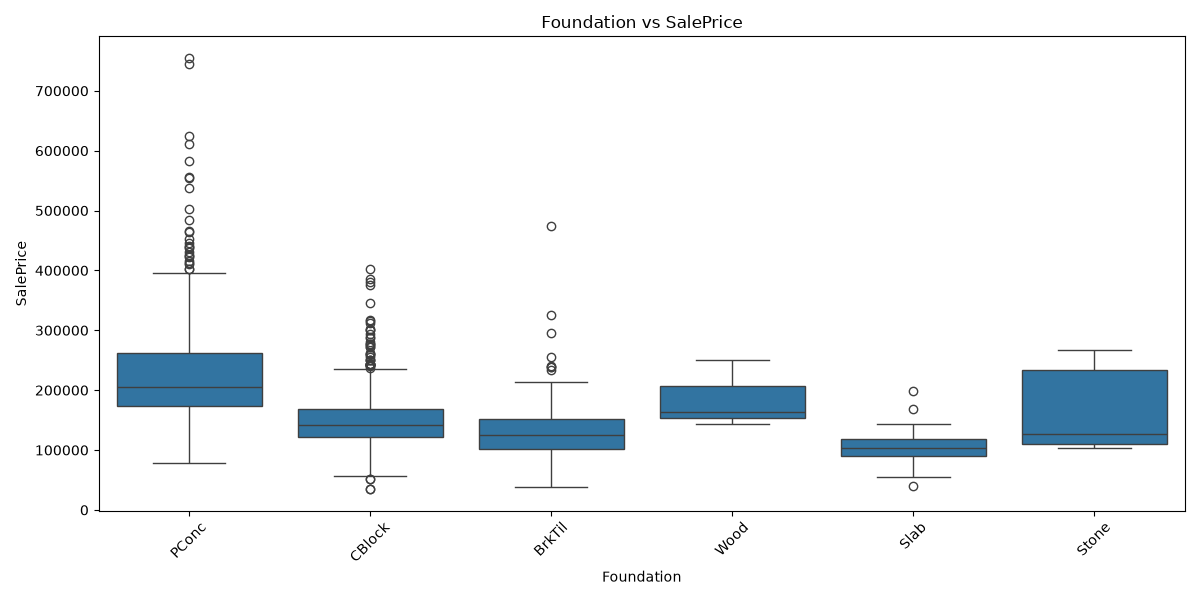 Foundation vs SalePrice
700000
600000
500000
400000
300000
200000
100000
0
SalePrice
PConc
CBlock
BrkTil
Wood
Slab
Stone
Foundation